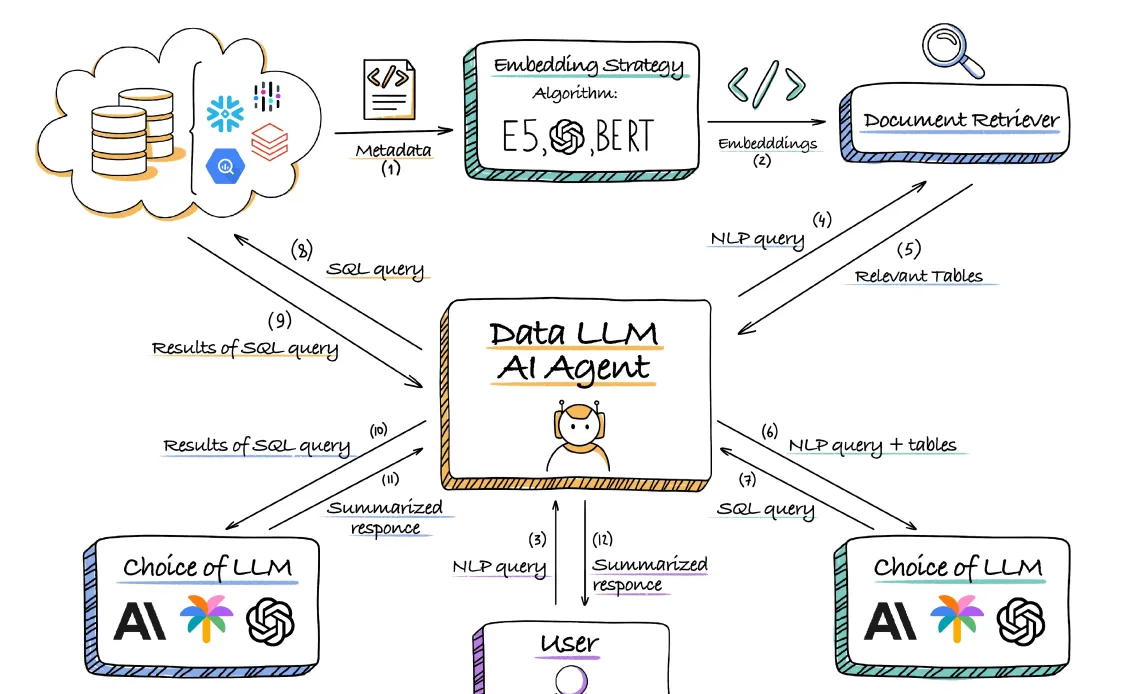 Embedding Strategy
Algorithm:
E5, , BERT
</>
</>
Metadata
(1)
Embedddings
(2)
Document Retriever
NLP query
(4)
(5)
Relevant Tables
(8)
SQL query
(9)
Results of SQL query
Data LLM
AI Agent
Results of SQL query
(10)
(11)
Summarized
responce
(6)
NLP query + tables
(7)
SQL query
(3)
NLP query
(12)
Summarized
responce
Choice of LLM
AI
User
Choice of LLM
AI